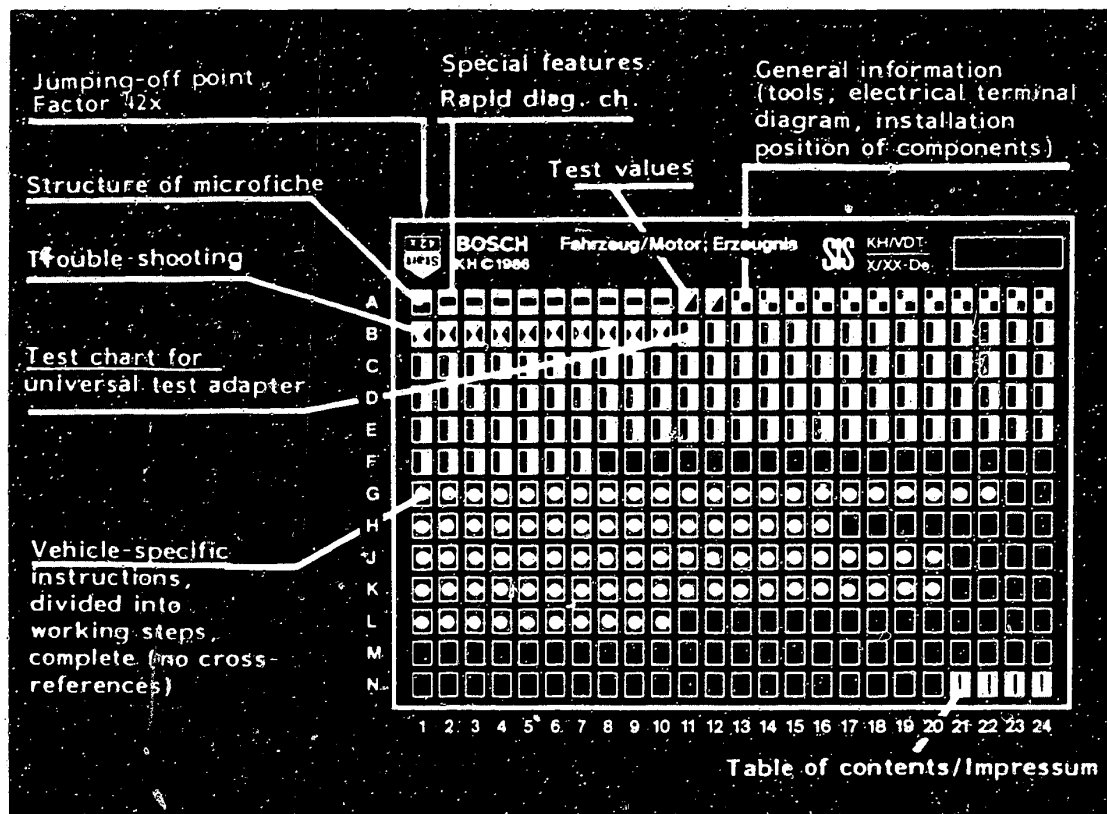 Jumping-off point
Factor 42x
Special features
Rapid diag. ch.
General information
(tools, electrical terminal
diagram, installation
position of components)
Test values
Structure of microfiche
Trouble-shooting
Test chart for
universal test adapter
Vehicle-specific
instructions,
divided into
working steps,
complete (no cross-
references)
42x
Start
BOSCH
KH © 1986
Fahrzeug/Motor; Erzeugnis
SIS
KH/VDT-
X/XX-De
A
B
C
D
E
F
G
H
J
K
L
M
N
1 2 3 4 5 6 7 8 9 10 11 12 13 14 15 16 17 18 19 20 21 22 23 24
Table of contents/Impressum